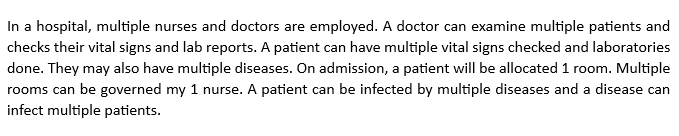 In a hospital, multiple nurses and doctors are employed. A doctor can examine multiple patients and
checks their vital signs and lab reports. A patient can have multiple vital signs checked and laboratories
done. They may also have multiple diseases. On admission, a patient will be allocated 1 room. Multiple
rooms can be governed my 1 nurse. A patient can be infected by multiple diseases and a disease can
infect multiple patients.